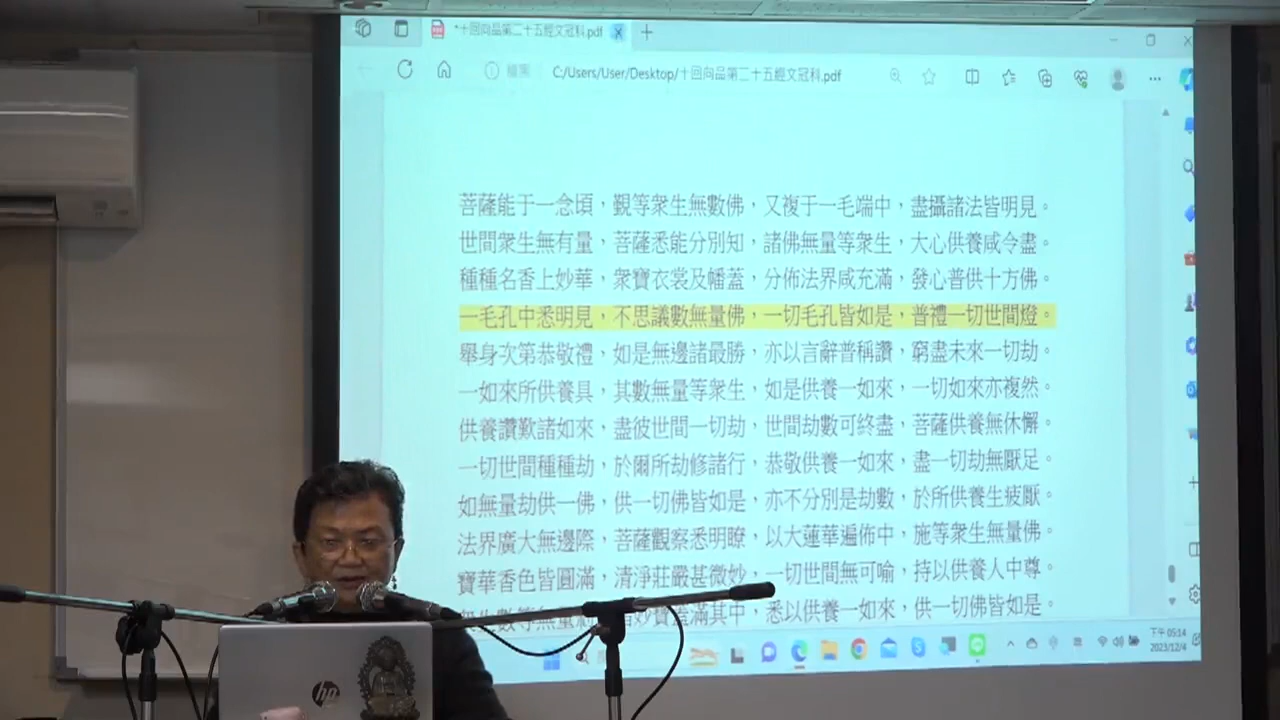 *十回向品第二十五經文冠科.pdf
檔案 C:/Users/User/Desktop/十回向品第二十五經文冠科.pdf
菩薩能于一念頃，觀等衆生無數佛，又複于一毛端中，盡攝諸法皆明見。
世間衆生無有量，菩薩悉能分別知，諸佛無量等衆生，大心供養咸令盡。
種種名香上妙華，衆寶衣裳及幡蓋，分佈法界咸充滿，發心普供十方佛。
一毛孔中悉明見，不思議數無量佛，一切毛孔皆如是，普禮一切世間燈。
舉身次第恭敬禮，如是無邊諸最勝，亦以言辭普稱讚，窮盡未來一切劫。
一如來所供養具，其數無量等衆生，如是供養一如來，一切如來亦複然。
供養讚歎諸如來，盡彼世間一切劫，世間劫數可終盡，菩薩供養無休懈。
一切世間種種劫，於爾所劫修諸行，恭敬供養一如來，盡一切劫無厭足。
如無量劫供一佛，供一切佛皆如是，亦不分別是劫數，於所供養生疲厭。
法界廣大無邊際，菩薩觀察悉明瞭，以大蓮華遍佈中，施等衆生無量佛。
寶華香色皆圓滿，清淨莊嚴甚微妙，一切世間無可喻，持以供養人中尊。
數等無量 妙寶 滿其中，悉以供養一如來，供一切佛皆如是。
下午 05:14
2023/12/4
hp